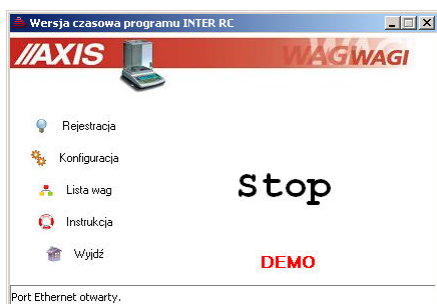 Wersja czasowa programu INTER RC
//AXIS
WAGWAGI
Rejestracja
Konfiguracja
Lista wag
Instrukcja
Wyjdź
Stop
DEMO
Port Ethernet otwarty.